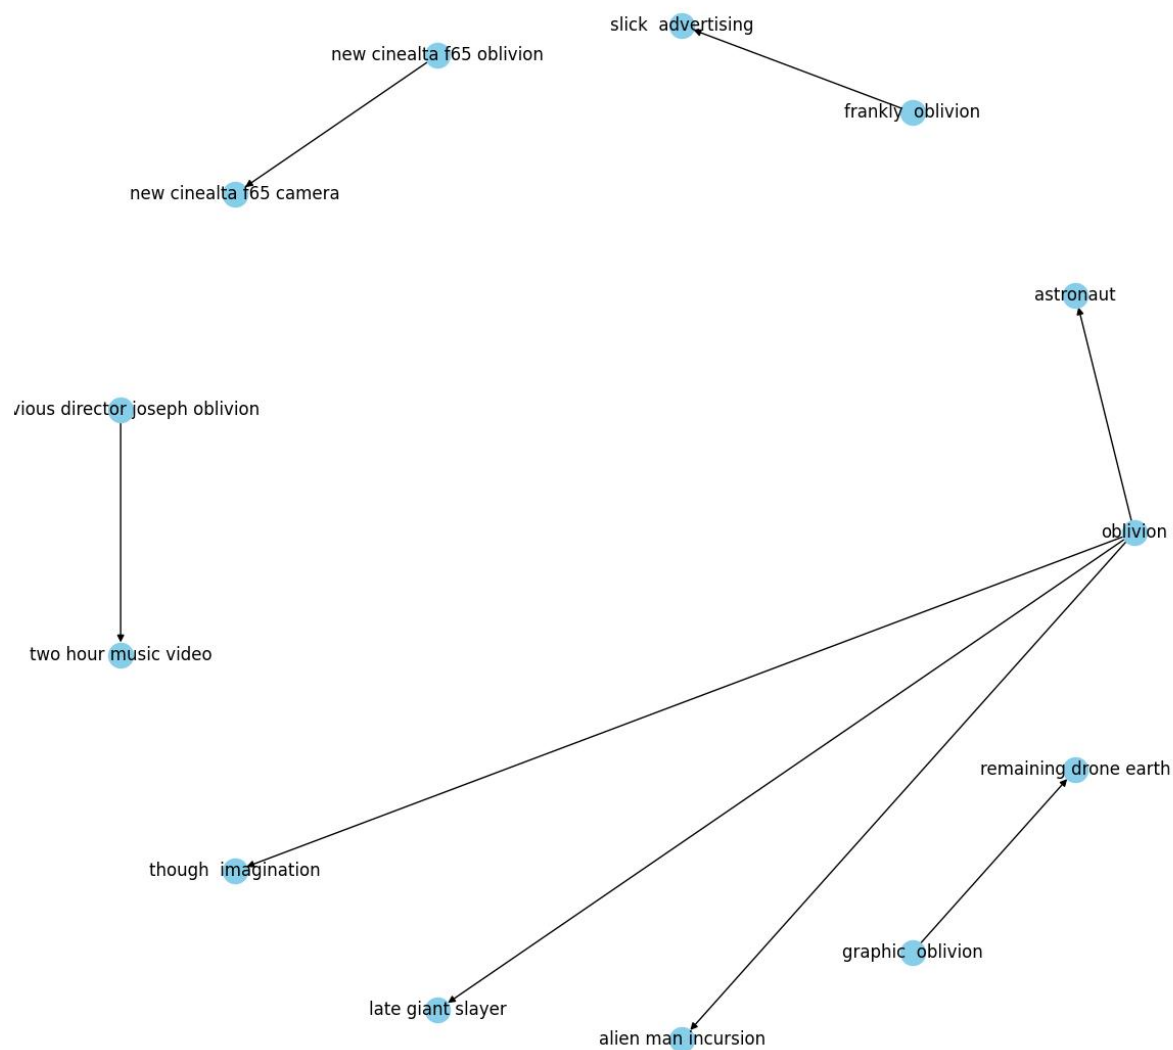 slick  advertising
new cinealta f65 oblivion
frankly  oblivion
new cinealta f65 camera
astronaut
vious director joseph oblivion
oblivion
two hour music video
remaining drone earth
though  imagination
graphic  oblivion
late giant slayer
alien man incursion